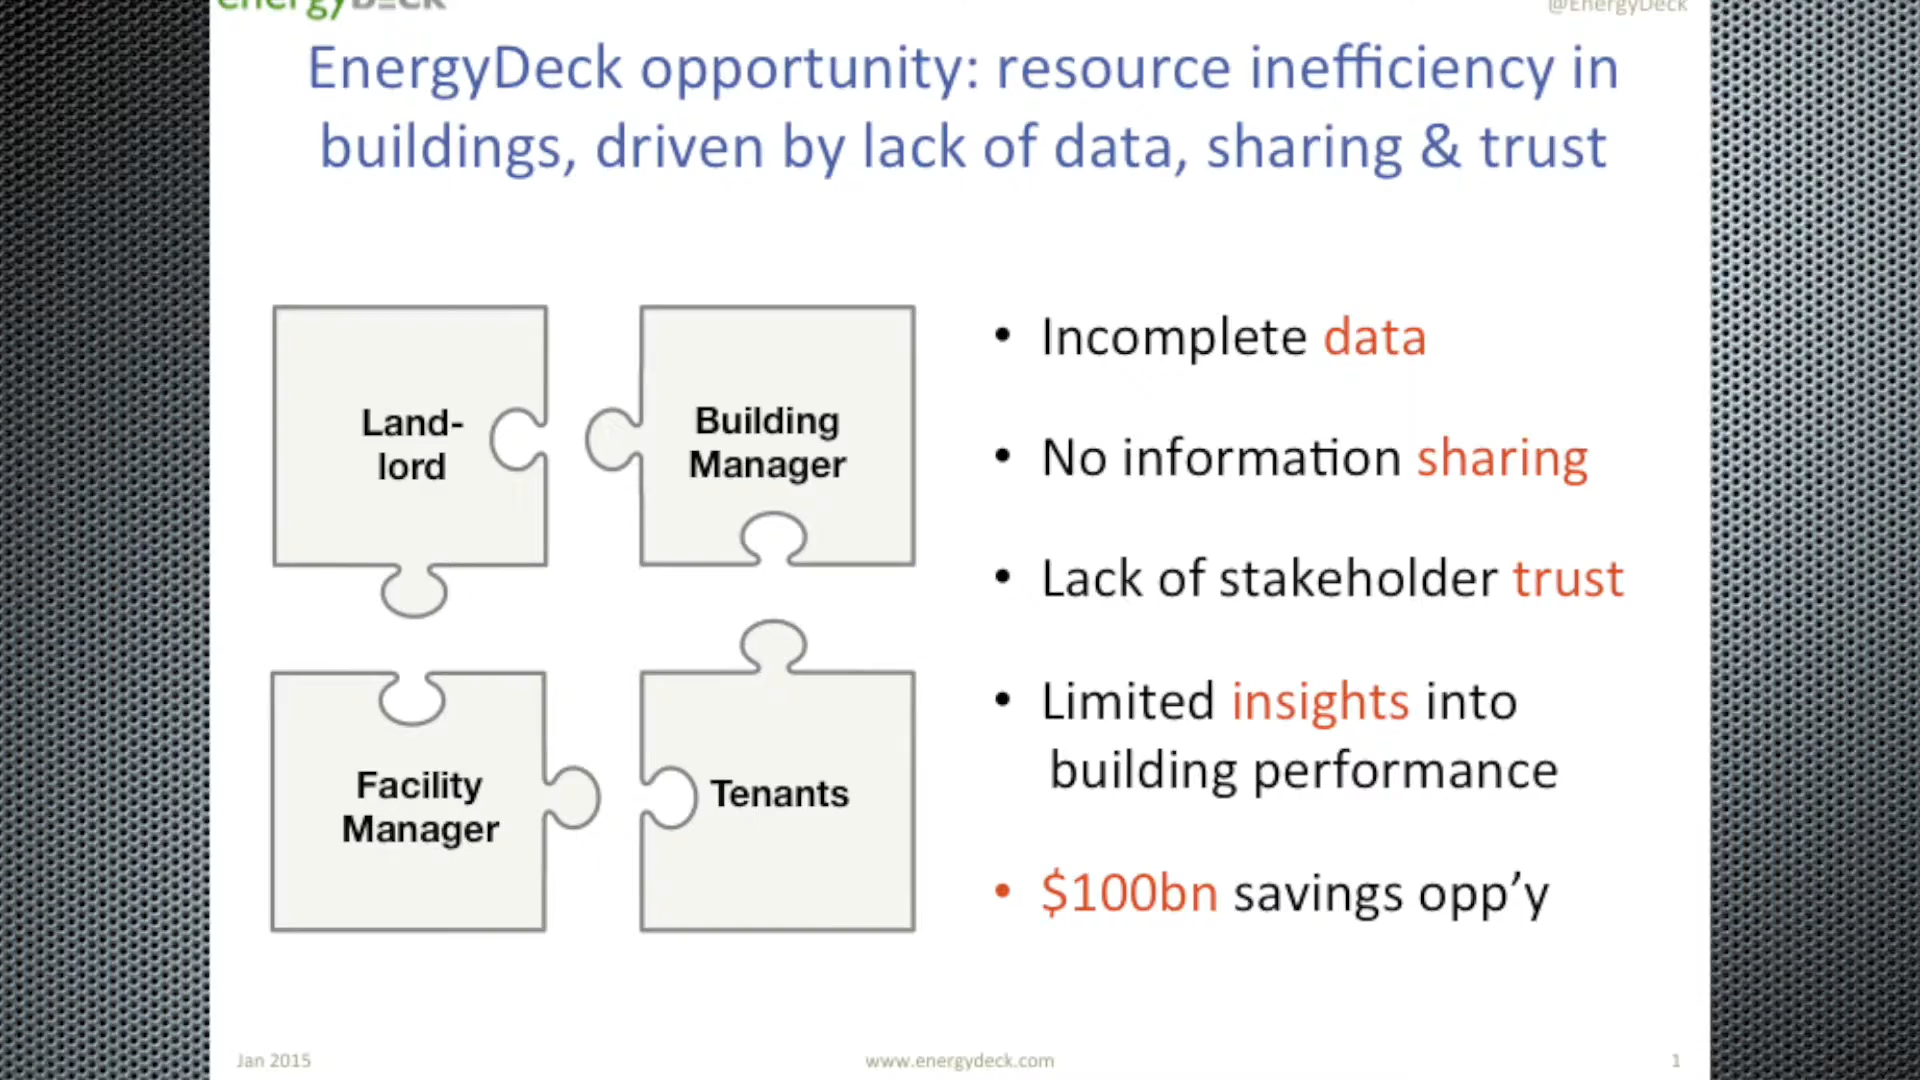 energyDECK
@EnergyDeck
EnergyDeck opportunity: resource inefficiency in
buildings, driven by lack of data, sharing & trust
Land-
lord
Building
Manager
Facility
Manager
Tenants
• Incomplete data
• No information sharing
• Lack of stakeholder trust
• Limited insights into
building performance
• $100bn savings opp’y
Jan 2015
www.energydeck.com
1